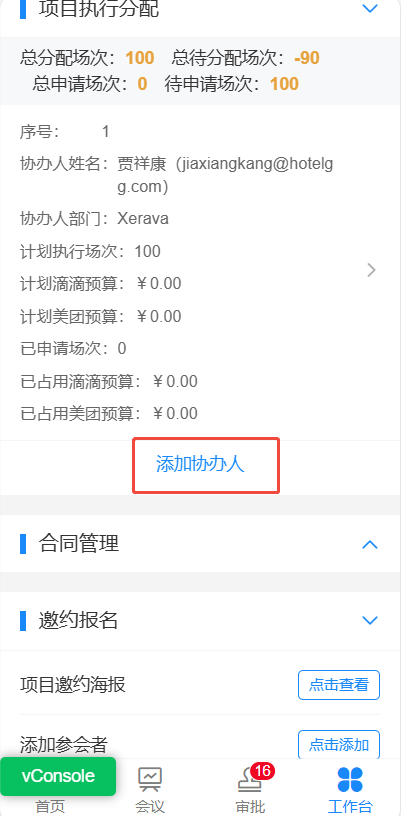 项目执行分配
总分配场次：100 总待分配场次：-90
总申请场次：0 待申请场次：100
序号： 1
协办人姓名：贾祥康（jiaxiangkang@hotelg
g.com）
协办人部门：Xerava
计划执行场次：100
计划滴滴预算：￥0.00
计划美团预算：￥0.00
已申请场次：0
已占用滴滴预算：￥0.00
已占用美团预算：￥0.00
添加协办人
合同管理
邀约报名
项目邀约海报 点击查看
添加参会者 点击添加
vConsole
16
首页 会议 审批 工作台